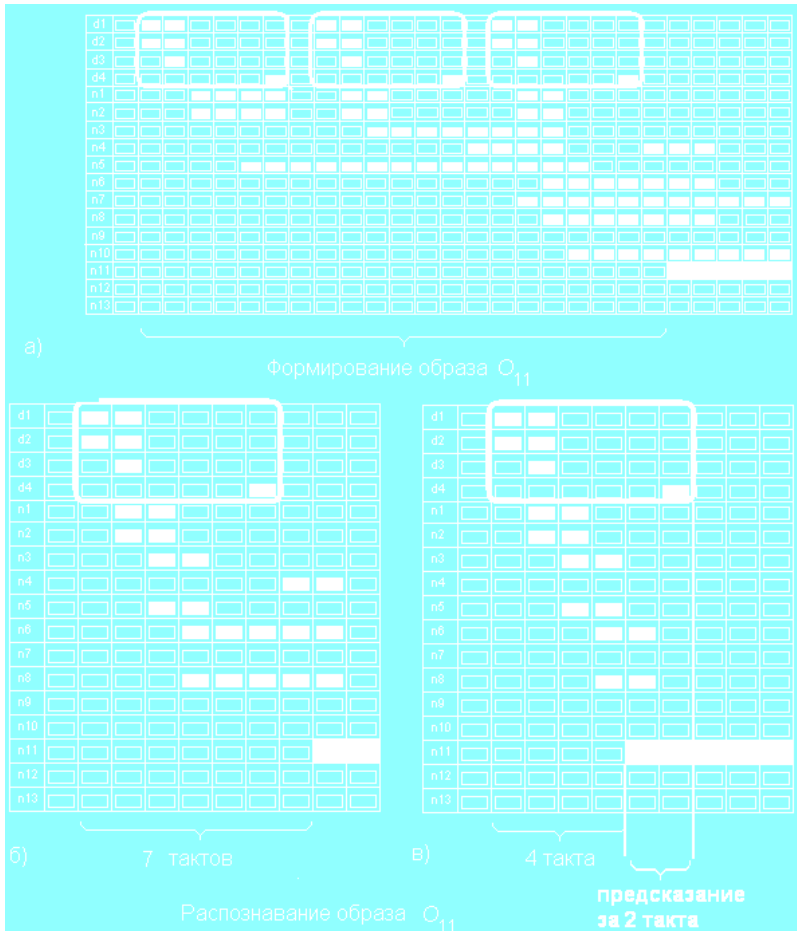 d1
d2
d3
d4
n1
n2
n3
n4
n5
n6
n7
n8
n9
n10
n11
n12
n13
а)
Формирование образа O11
d1
d2
d3
d4
n1
n2
n3
n4
n5
n6
n7
n8
n9
n10
n11
n12
n13
б)
7 тактов
d1
d2
d3
d4
n1
n2
n3
n4
n5
n6
n7
n8
n9
n10
n11
n12
n13
в)
4 такта
предсказание
за 2 такта
Распознавание образа O11